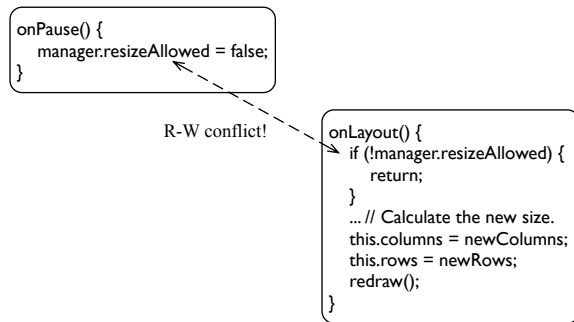 onPause() {
manager.resizeAllowed = false;
}
R-W conflict!
onLayout() {
if (!manager.resizeAllowed) {
return;
}
... // Calculate the new size.
this.columns = newColumns;
this.rows = newRows;
redraw();
}